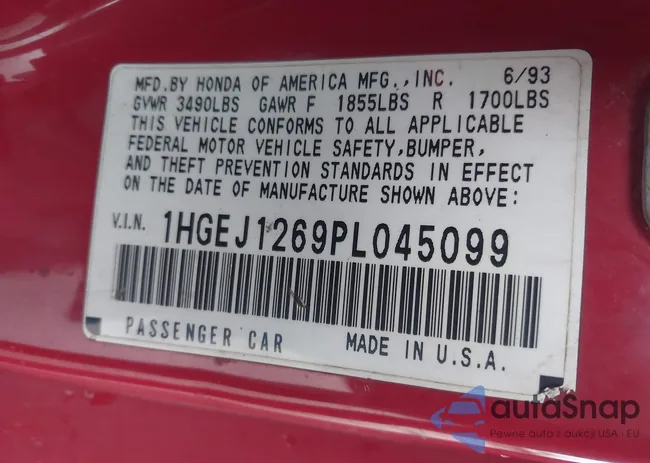 MFD.BY HONDA OF AMERICA MFG.,INC. 6/93
GVWR 3490LBS GAWR F 1855LBS R 1700LBS
THIS VEHICLE CONFORMS TO ALL APPLICABLE
FEDERAL MOTOR VEHICLE SAFETY,BUMPER,
AND THEFT PREVENTION STANDARDS IN EFFECT
ON THE DATE OF MANUFACTURE SHOWN ABOVE:
V.I.N. 1HGEJ1269PL045099
PASSENGER CAR MADE IN U.S.A.
autaSnap
Pewne auta z aukcji USA - EU